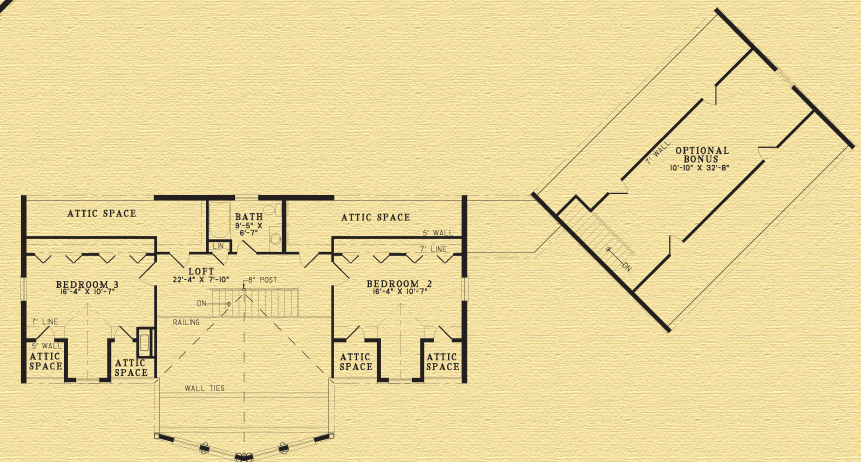 OPTIONAL
BONUS
10'-10" X 32'-8"
7' WALL
DN
ATTIC SPACE
BATH
9'-5" X
6'-7"
ATTIC SPACE
5' WALL
LIN
7' LINE
LOFT
22'-4" X 7'-10"
8" POST
BEDROOM 3
16'-4" X 10'-7"
BEDROOM 2
16'-4" X 10'-7"
DN
7' LINE
RAILING
5' WALL
ATTIC
SPACE
ATTIC
SPACE
ATTIC
SPACE
ATTIC
SPACE
WALL TIES